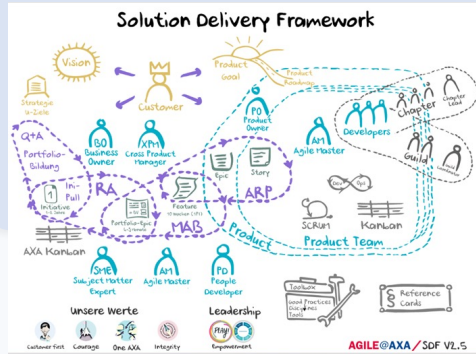 Solution Delivery Framework
Vision
Product
Goal
Product
Roadmap
Strategie
u-Ziele
Customer
PO
Product
Owner
Chapter
Chapter
Lead
Developers
Q+A
BO
Business
Owner
XPM
Cross Product
Manager
AM
Agile Master
Guild
Portfolio-
Bildung
Epic
Story
Ini-
Pull
RA
ARP
Dev
Ops
Initiative
Feature
Portfolio-Epic
MAB
SCRUM
Kanban
Product
Product Team
AXA Kanban
SME
Subject Matter
Expert
AM
Agile Master
PD
People
Developer
Toolbox
Good Practices
Disciplines
Tools
Reference
Cards
Unsere Werte
Leadership
Customer first
Courage
One AXA
Integrity
Empowerment
AGILE@AXA / SDF V2.5